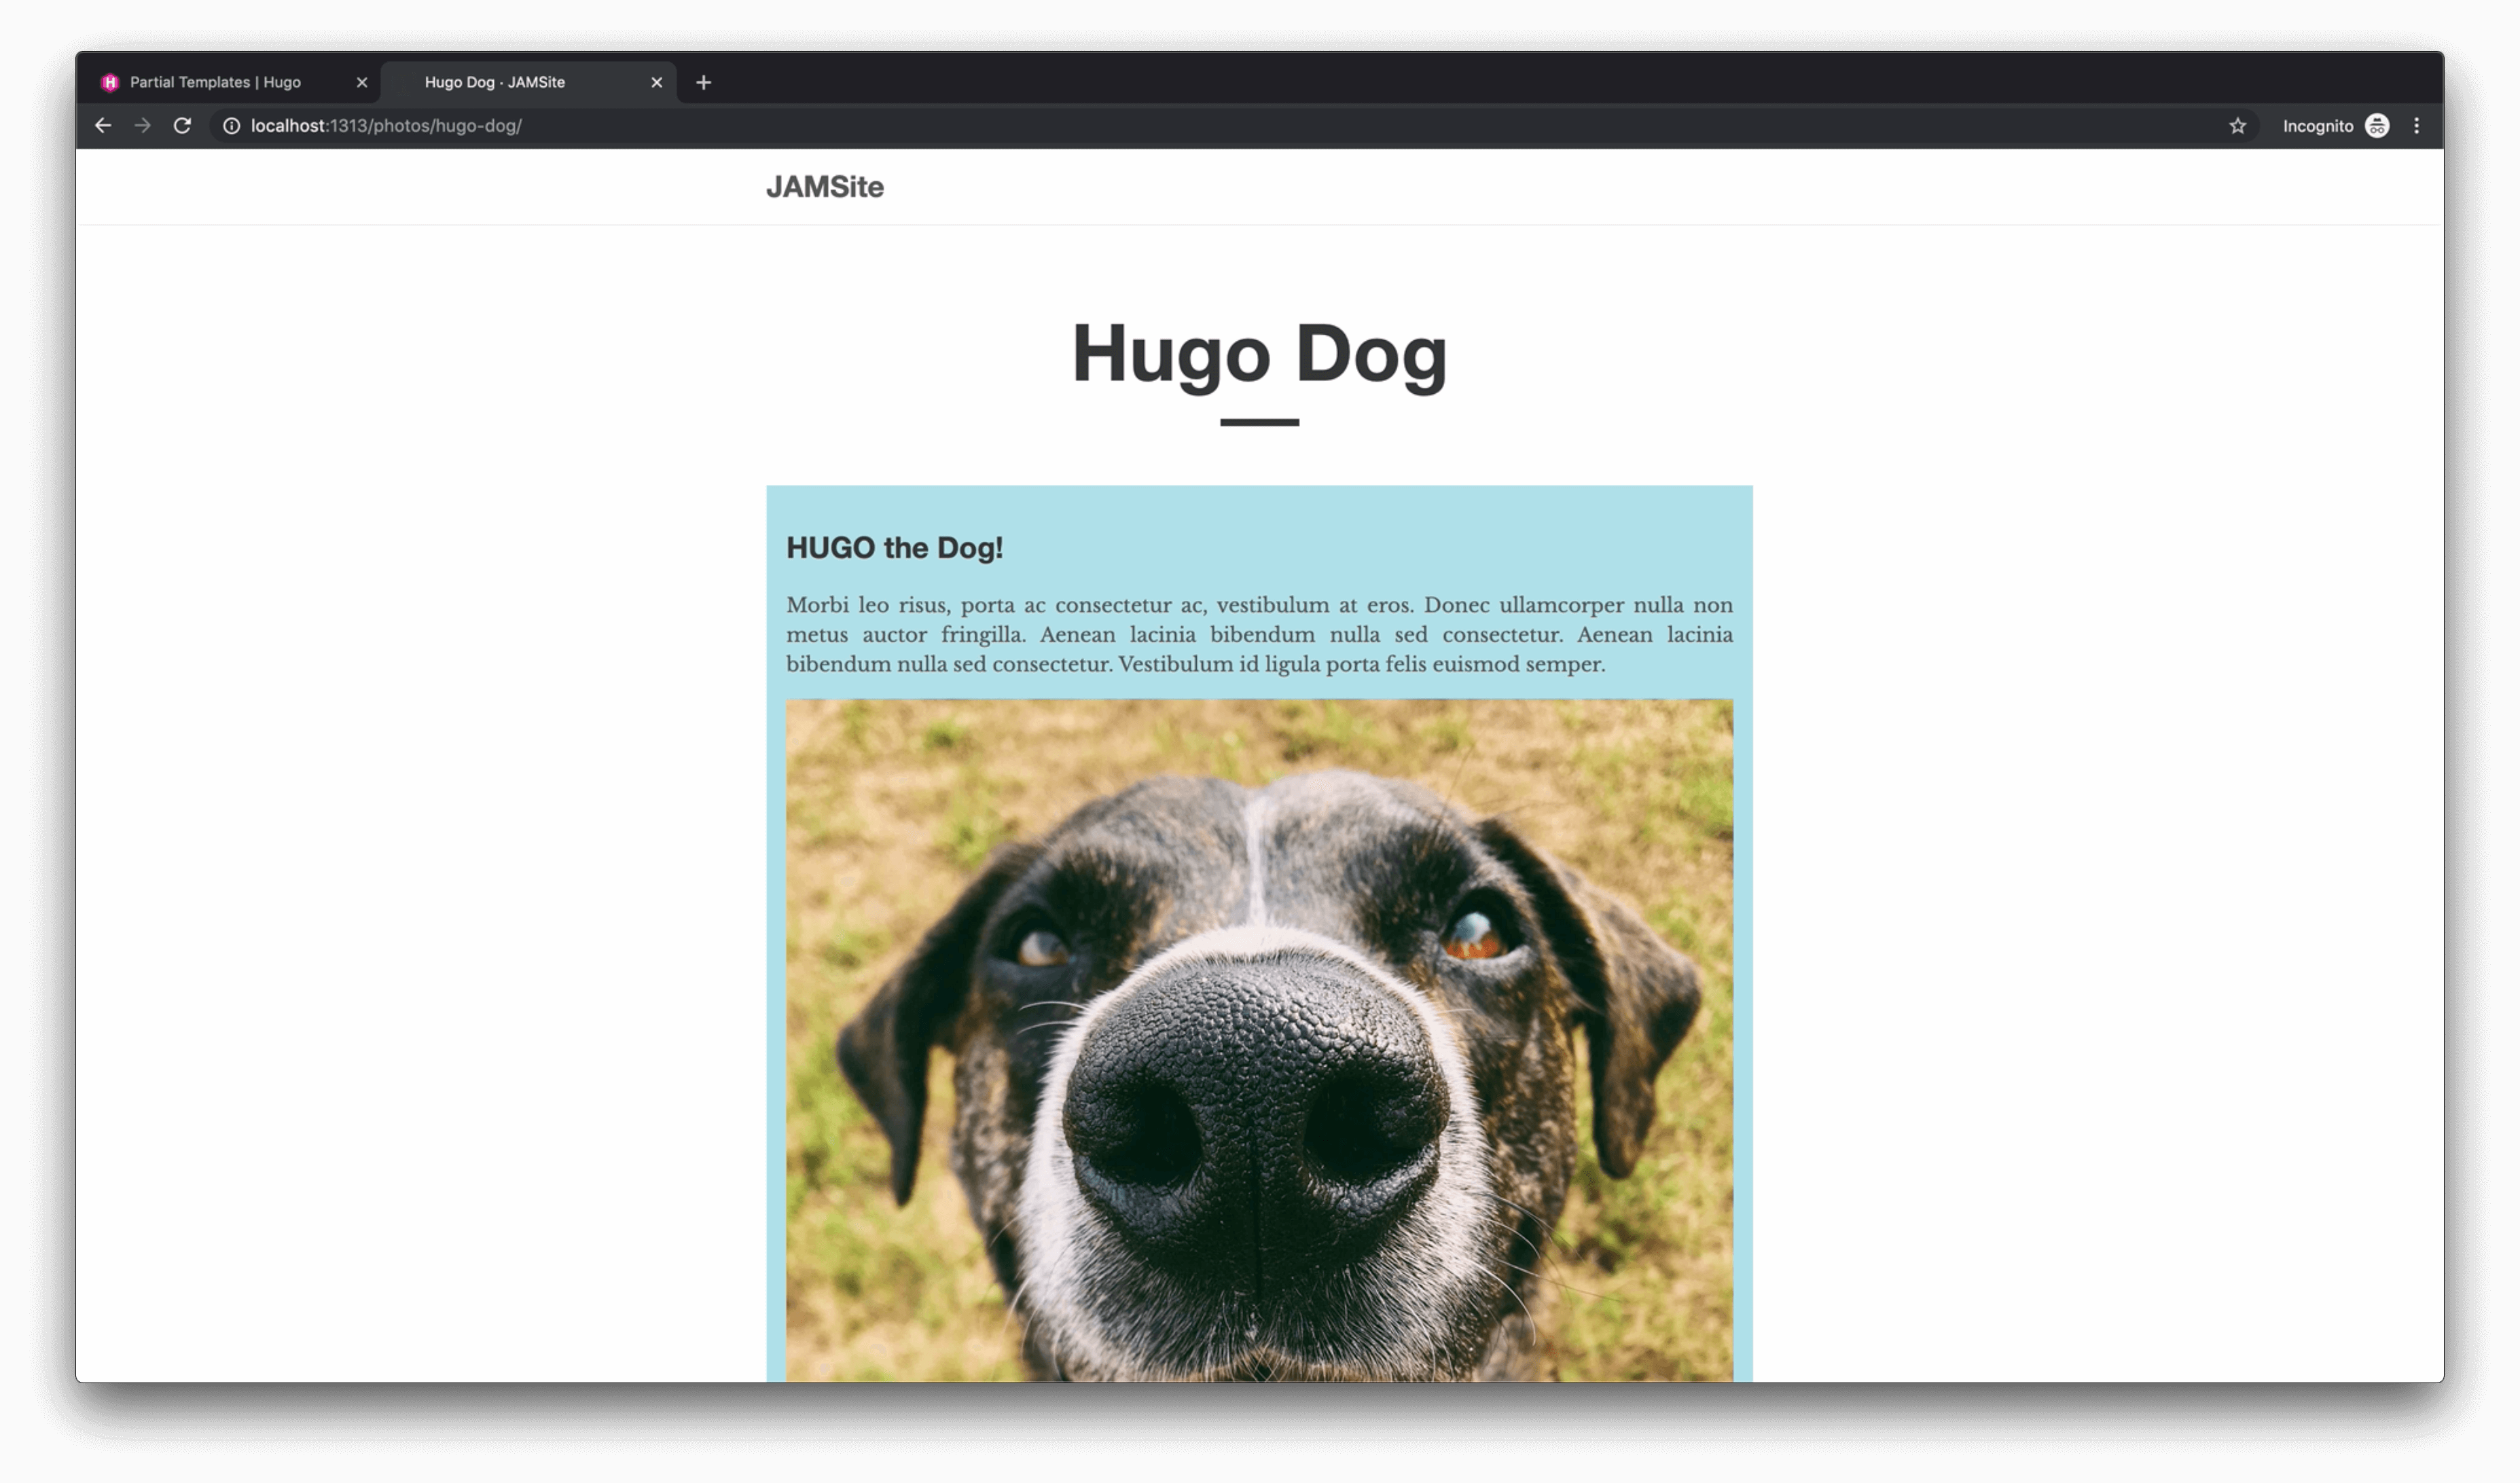 Partial Templates | Hugo
Hugo Dog · JAMSite
localhost:1313/photos/hugo-dog/
Incognito
JAMSite
Hugo Dog
HUGO the Dog!
Morbi leo risus, porta ac consectetur ac, vestibulum at eros. Donec ullamcorper nulla non
metus auctor fringilla. Aenean lacinia bibendum nulla sed consectetur. Aenean lacinia
bibendum nulla sed consectetur. Vestibulum id ligula porta felis euismod semper.